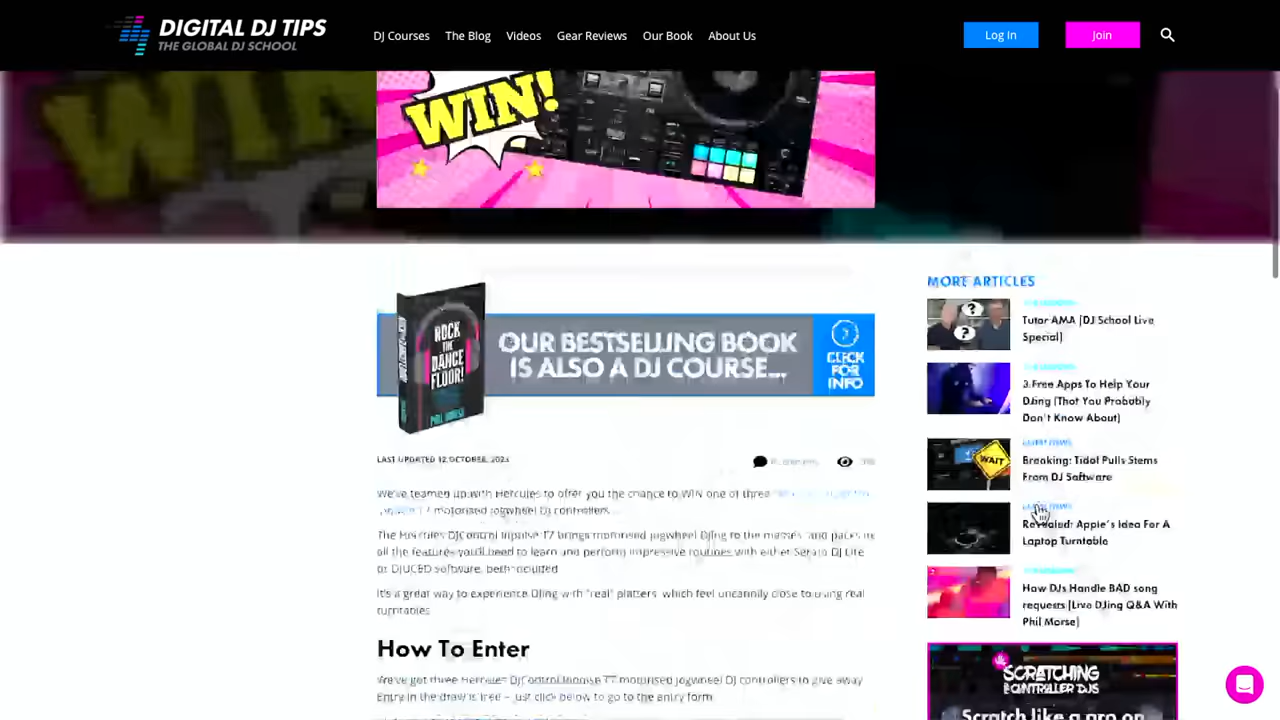 DIGITAL DJ TIPS
THE GLOBAL DJ SCHOOL
DJ Courses
The Blog
Videos
Gear Reviews
Our Book
About Us
Log In
Join
WIN!
ROCK
THE
DANCE
FLOOR!
OUR BESTSELLING BOOK
IS ALSO A DJ COURSE...
CLICK
FOR
INFO
LAST UPDATED 12 OCTOBER, 2023
We've teamed up with Hercules to offer you the chance to WIN one of three
7 motorised jogwheel DJ controllers
The Hercules DJControl Inpulse T7 brings motorised jogwheel DJing to the masses, and packs in
all the features you'll need to learn and perform impressive routines with either Serato DJ Lite
or DJUCED software, both included
It's a great way to experience DJing with "real" platters, which feel uncannily close to using real
turntables
How To Enter
We've got three Hercules DJControl Inpulse T7 motorised jogwheel DJ controllers to give away
Entry in the draw is free – just click below to go to the entry form
MORE ARTICLES
Tutor AMA [DJ School Live
Special]
3 Free Apps To Help Your
DJing (That You Probably
Don't Know About)
WAIT
Breaking: Tidal Pulls Stems
From DJ Software
Revealed: Apple's Idea For A
Laptop Turntable
How DJs Handle BAD song
requests [Live DJing Q&A With
Phil Morse]
SCRATCHING
FOR CONTROLLER DJS
Scratch like a pro on